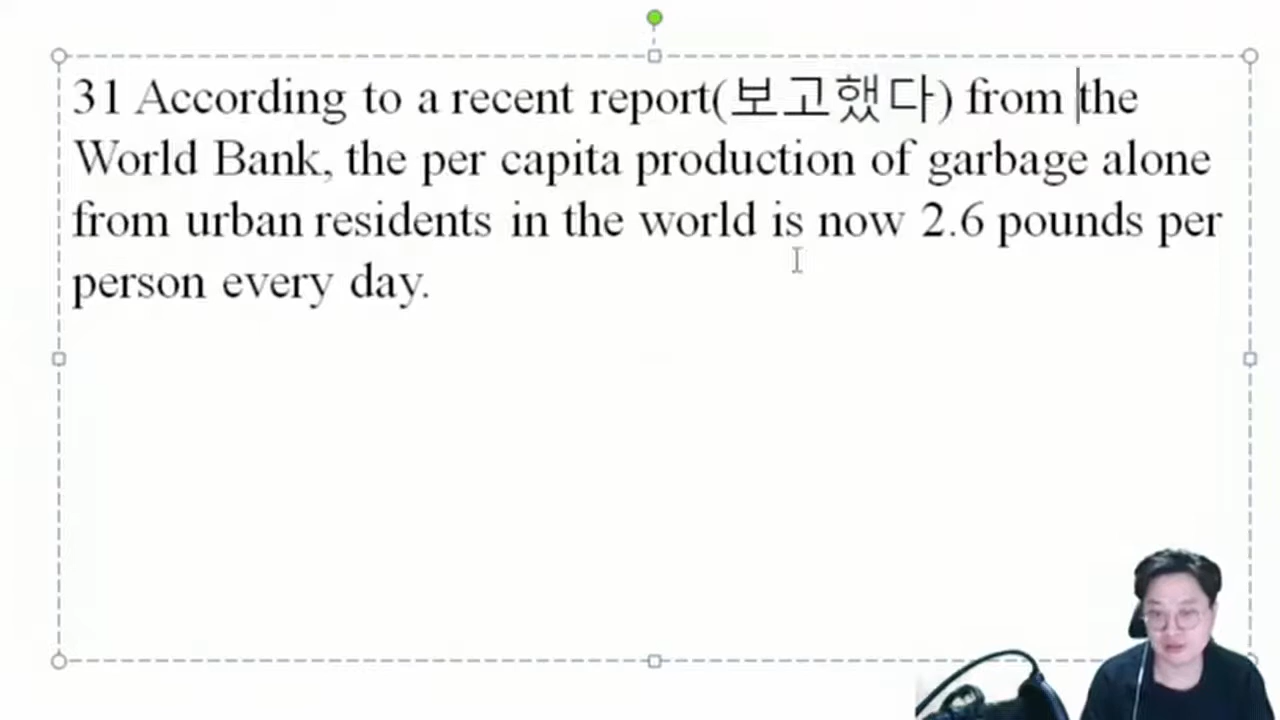 31 According to a recent report(보고했다) from the
World Bank, the per capita production of garbage alone
from urban residents in the world is now 2.6 pounds per
person every day.